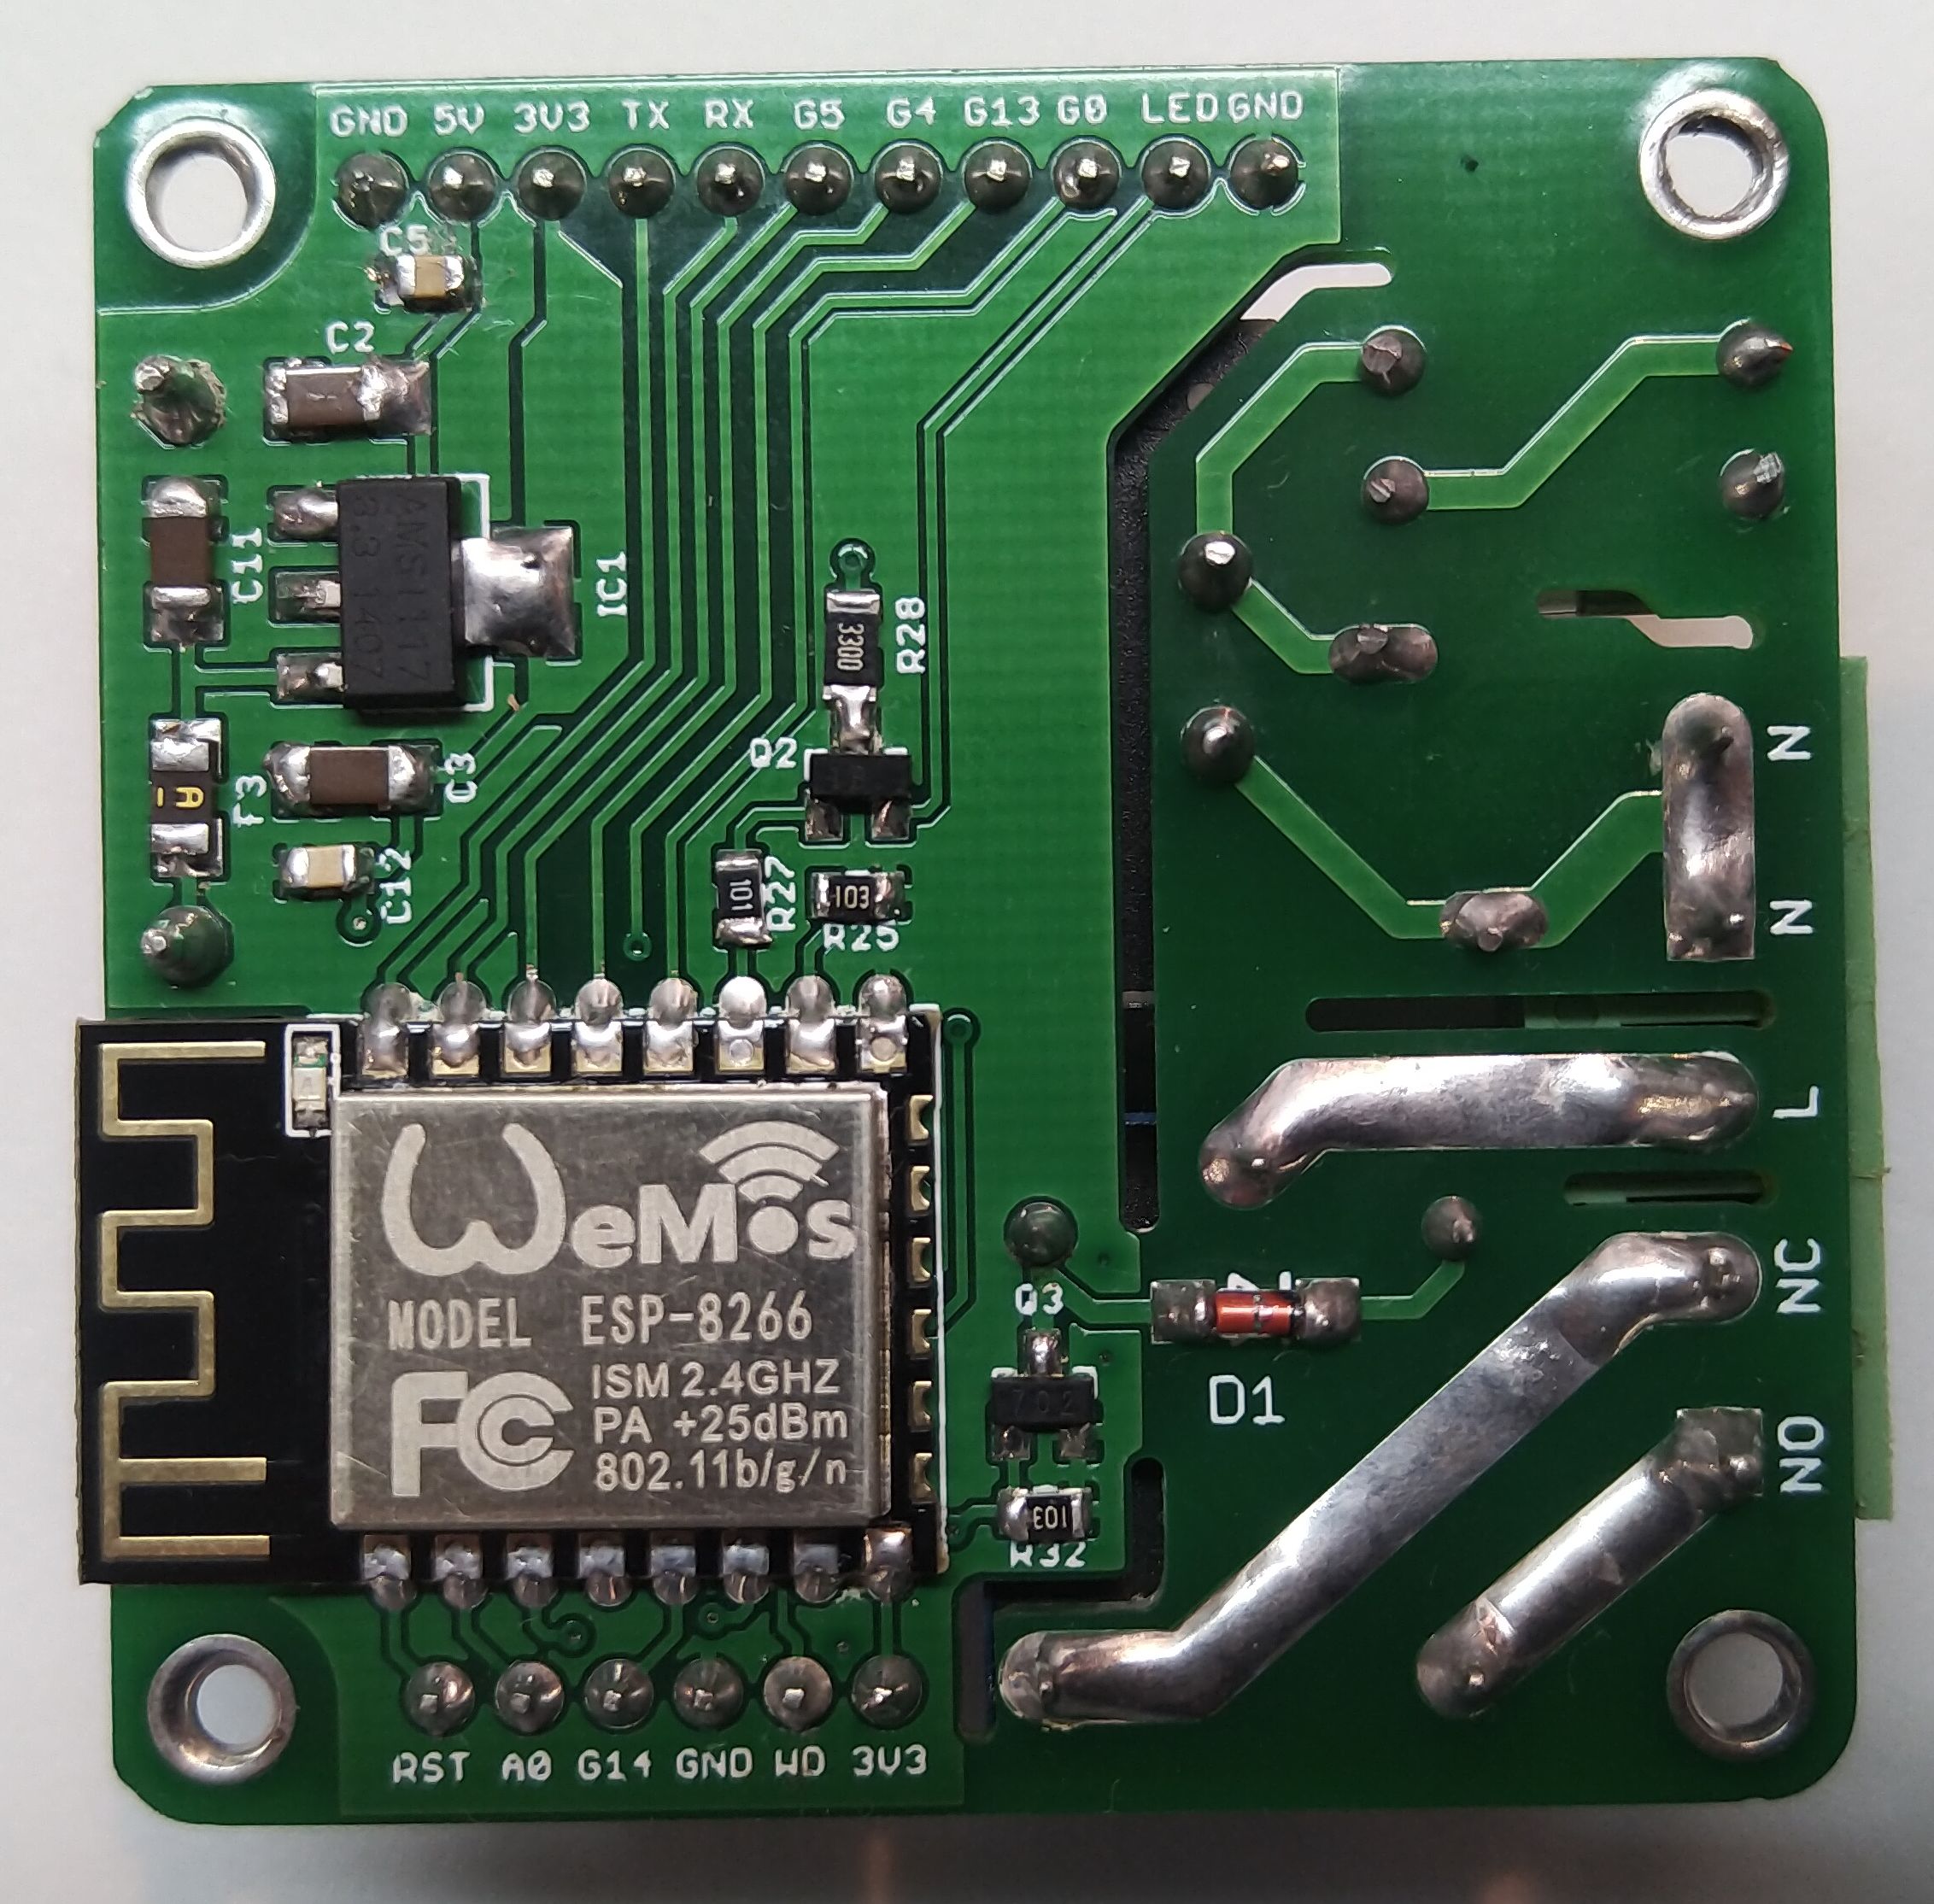 GND 5V 3V3 TX RX G5 G4 G13 G0 LED GND
C5
C2
C11
AMS1117
3.3 1407
IC1
3300
R28
Q2
F3
A
C3
C12
101
R27
103
R25
N
N
L
NC
NO
WeMos
MODEL ESP-8266
FC
ISM 2.4GHZ
PA +25dBm
802.11b/g/n
Q3
702
D1
103
R32
RST A0 G14 GND WD 3V3